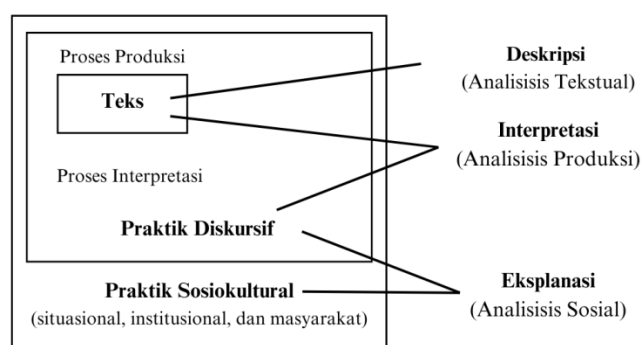 Proses Produksi
Teks
Proses Interpretasi
Praktik Diskursif
Praktik Sosiokultural
(situasional, institusional, dan masyarakat)
Deskripsi
(Analisisis Tekstual)
Interpretasi
(Analisisis Produksi)
Eksplanasi
(Analisisis Sosial)